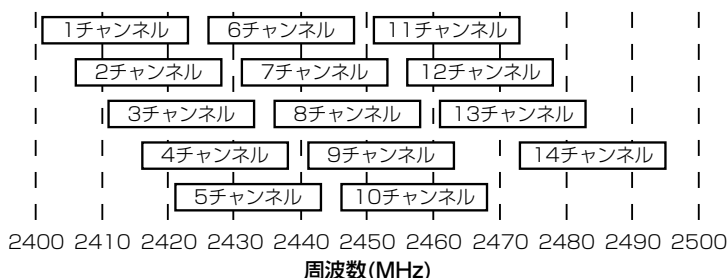 1チャンネル 6チャンネル 11チャンネル
2チャンネル 7チャンネル 12チャンネル
3チャンネル 8チャンネル 13チャンネル
4チャンネル 9チャンネル 14チャンネル
5チャンネル 10チャンネル
2400 2410 2420 2430 2440 2450 2460 2470 2480 2490 2500
周波数(MHz)